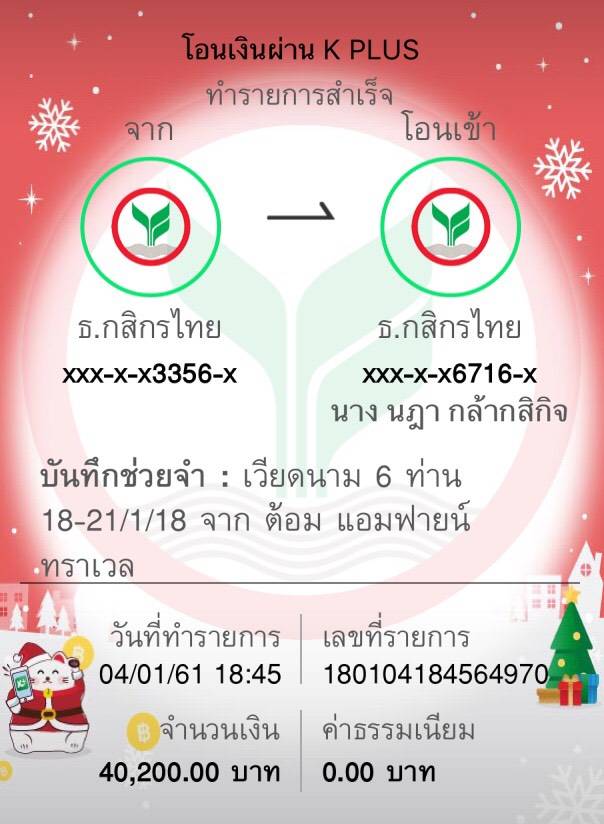 โอนเงินผ่าน K PLUS
ทำรายการสำเร็จ
จาก
โอนเข้า
ธ.กสิกรไทย
ธ.กสิกรไทย
xxx-x-x3356-x
xxx-x-x6716-x
นาง นฎา กล้ากสิกิจ
บันทึกช่วยจำ : เวียดนาม 6 ท่าน
18-21/1/18 จาก ต้อม แอมฟายน์
ทราเวล
วันที่ทำรายการ
เลขที่รายการ
04/01/61 18:45
180104184564970
จำนวนเงิน
ค่าธรรมเนียม
40,200.00 บาท
0.00 บาท